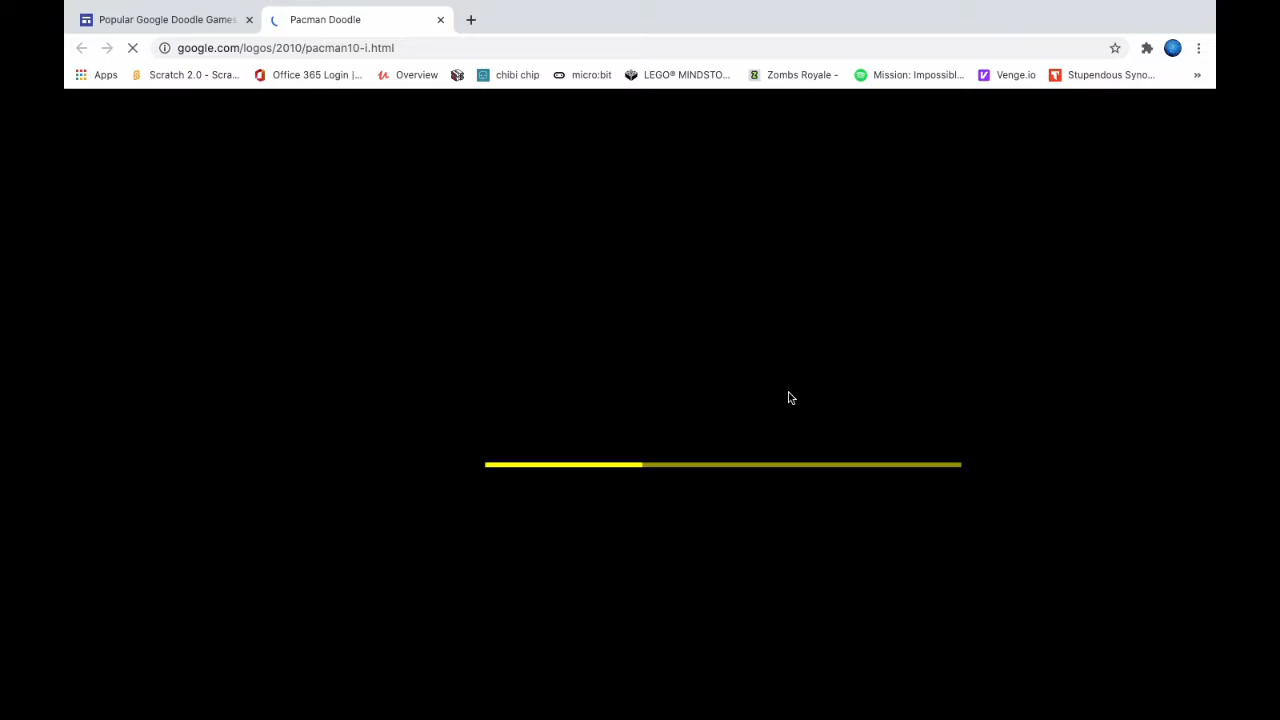 Popular Google Doodle Games
Pacman Doodle
google.com/logos/2010/pacman10-i.html
Apps
Scratch 2.0 - Scra...
Office 365 Login |...
Overview
chibi chip
micro:bit
LEGO® MINDSTO...
Zombs Royale -
Mission: Impossibl...
Venge.io
Stupendous Syno...
»